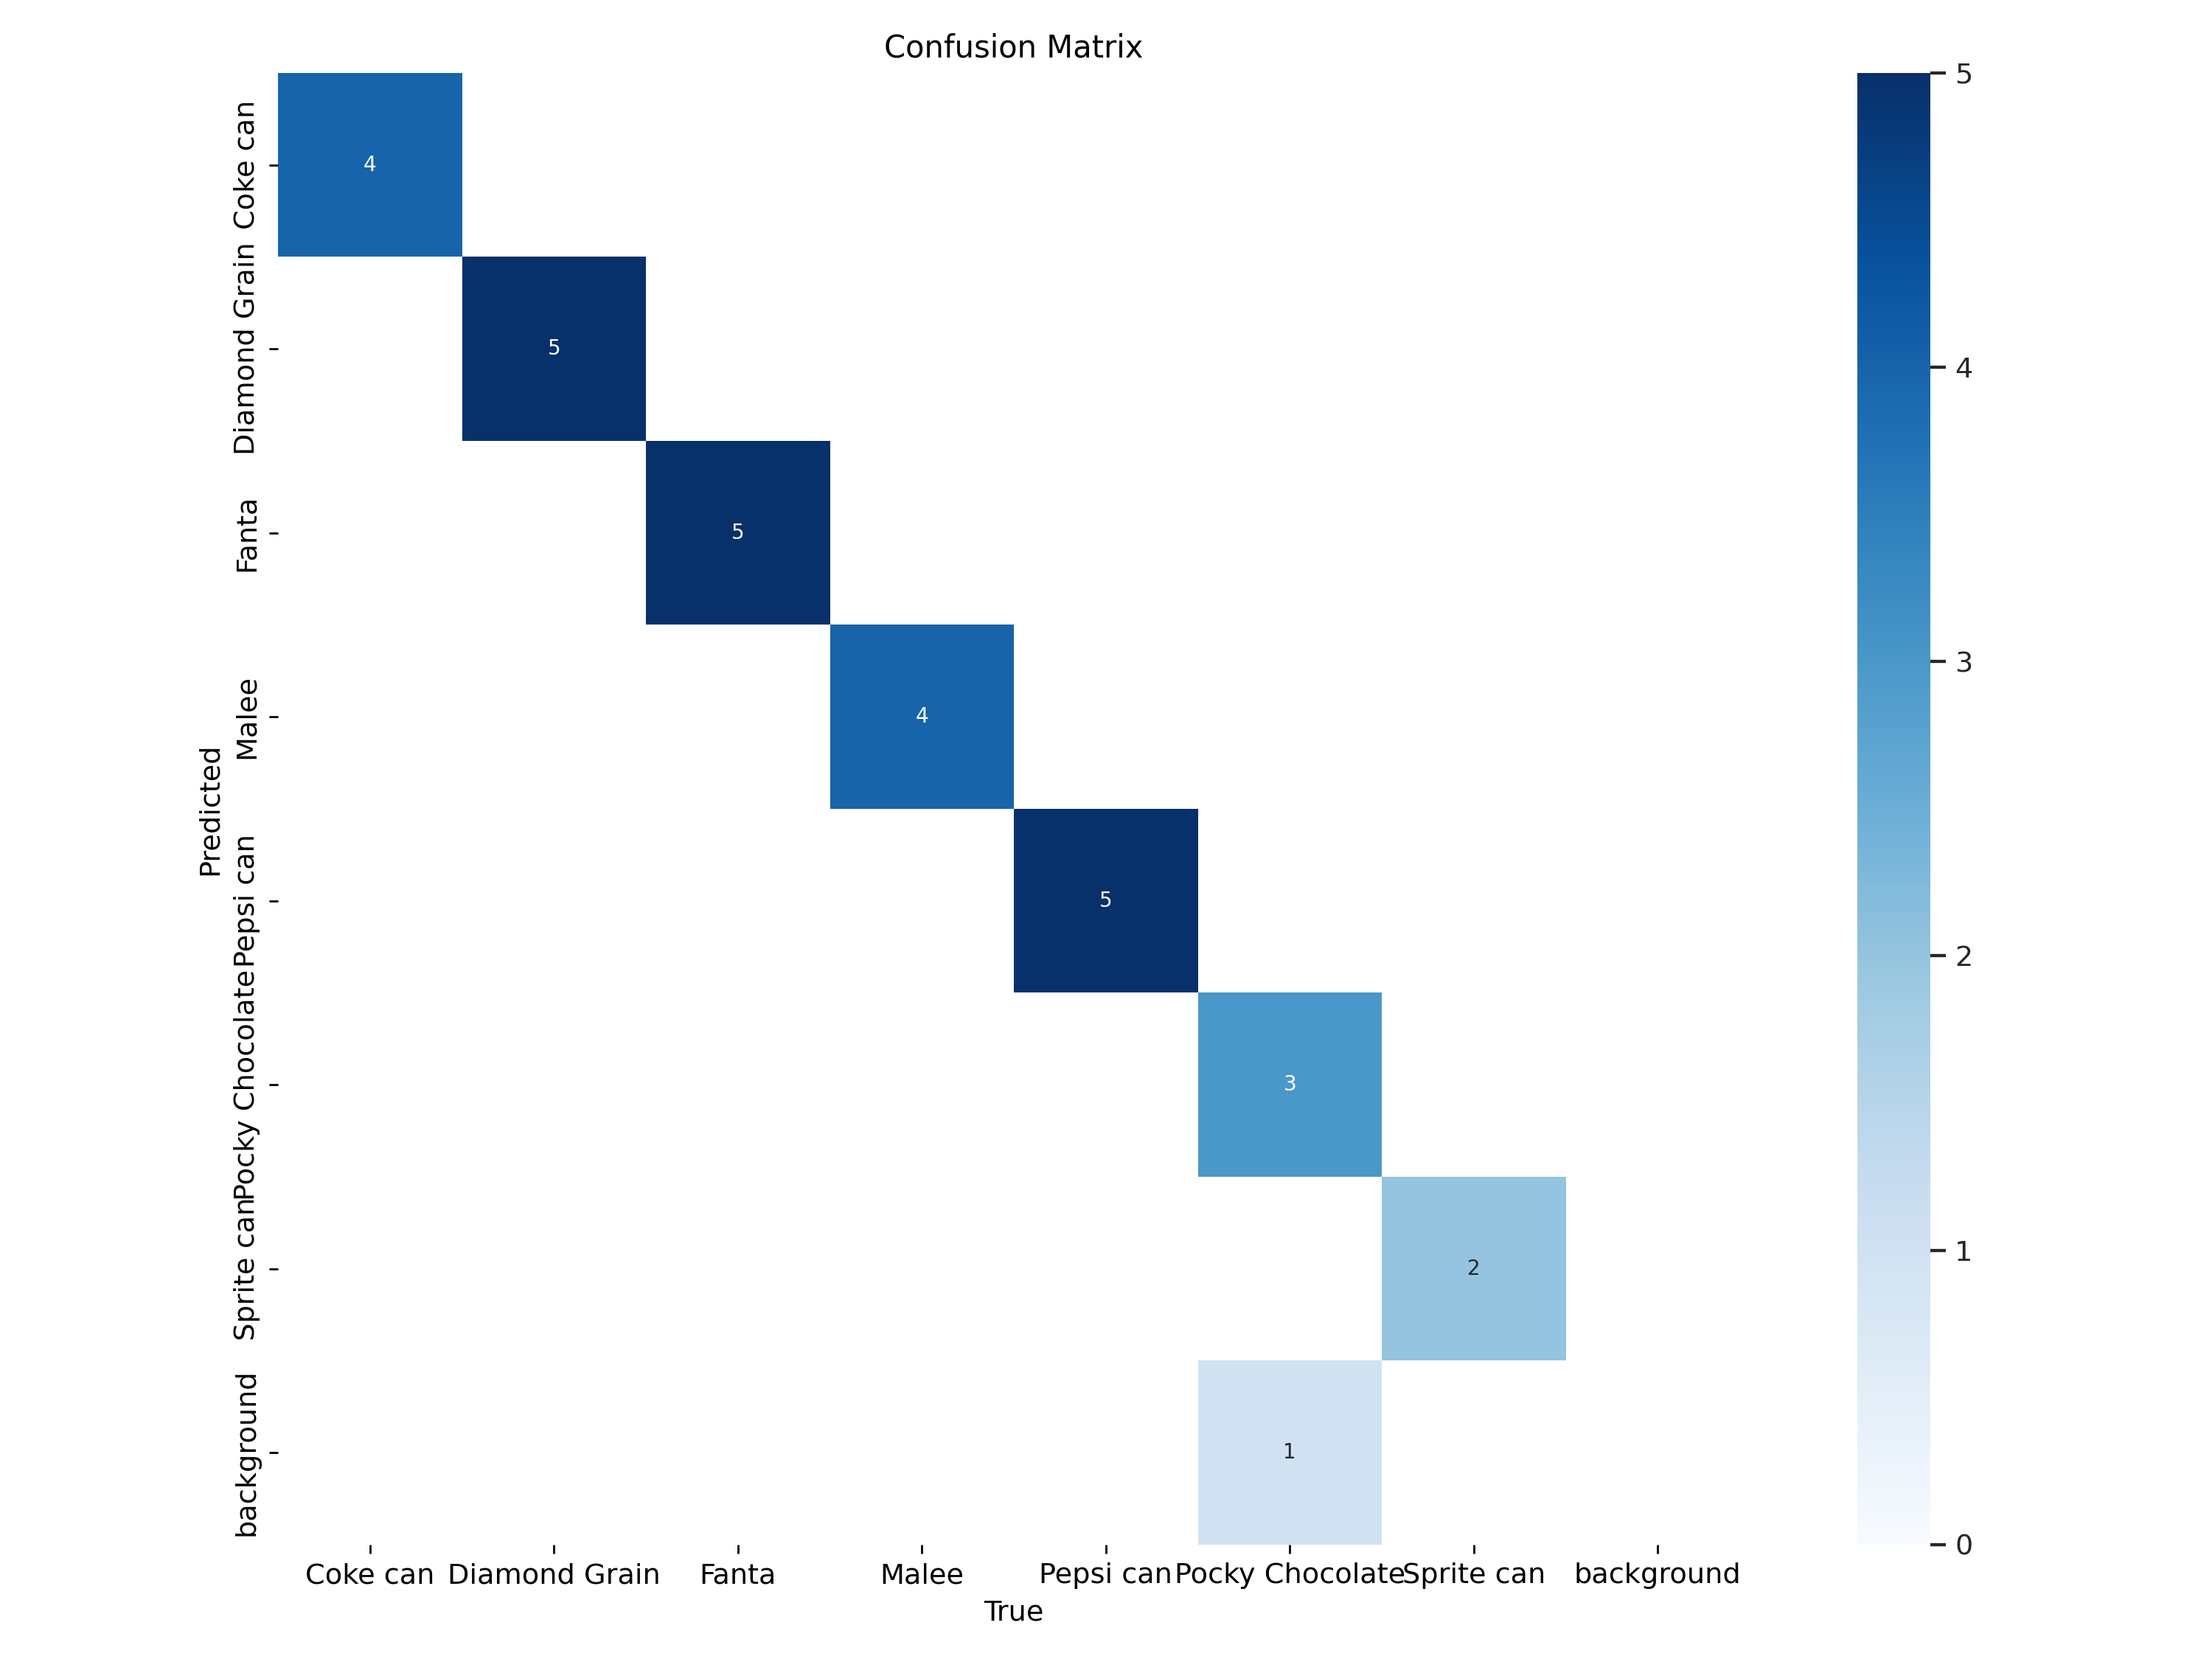 Confusion Matrix
Predicted
Coke can
Diamond Grain
Fanta
Malee
Pepsi can
Pocky Chocolate
Sprite can
background
4
5
5
4
5
3
2
1
Coke can Diamond Grain Fanta Malee Pepsi can Pocky Chocolate Sprite can background
True
5
4
3
2
1
0